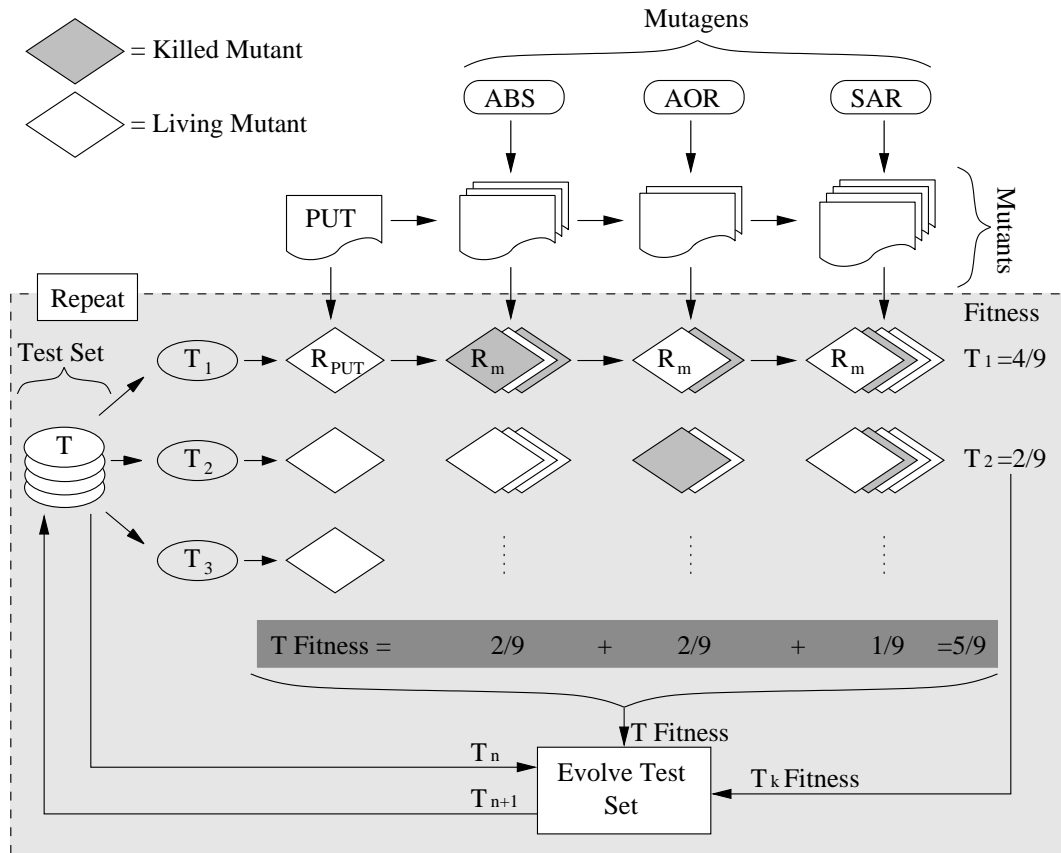 Mutagens
= Killed Mutant
ABS AOR SAR
= Living Mutant
PUT
Mutants
Repeat
Fitness
Test Set
T1 RPUT Rm Rm Rm T1=4/9
T T2 T2=2/9
T3
T Fitness = 2/9 + 2/9 + 1/9 =5/9
T Fitness
Tn
Evolve Test
Set
Tk Fitness
Tn+1